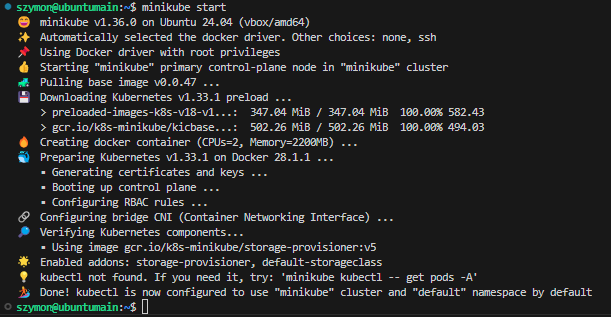 szymon@ubuntumain:~$ minikube start
😄  minikube v1.36.0 on Ubuntu 24.04 (vbox/amd64)
✨  Automatically selected the docker driver. Other choices: none, ssh
📌  Using Docker driver with root privileges
👍  Starting "minikube" primary control-plane node in "minikube" cluster
🚜  Pulling base image v0.0.47 ...
💾  Downloading Kubernetes v1.33.1 preload ...
    > preloaded-images-k8s-v18-v1...:  347.04 MiB / 347.04 MiB  100.00% 582.43
    > gcr.io/k8s-minikube/kicbase...:  502.26 MiB / 502.26 MiB  100.00% 494.03
🔥  Creating docker container (CPUs=2, Memory=2200MB) ...
🐳  Preparing Kubernetes v1.33.1 on Docker 28.1.1 ...
    ▪ Generating certificates and keys ...
    ▪ Booting up control plane ...
    ▪ Configuring RBAC rules ...
🔗  Configuring bridge CNI (Container Networking Interface) ...
🔎  Verifying Kubernetes components...
    ▪ Using image gcr.io/k8s-minikube/storage-provisioner:v5
🌟  Enabled addons: storage-provisioner, default-storageclass
💡  kubectl not found. If you need it, try: 'minikube kubectl -- get pods -A'
🏄  Done! kubectl is now configured to use "minikube" cluster and "default" namespace by default
szymon@ubuntumain:~$